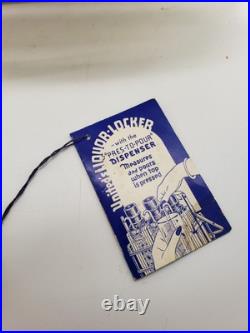 United LIQUOR-LOCKER
with the
"PRES-TO-POUR"
DISPENSER
Measures
and pours
when top
is pressed